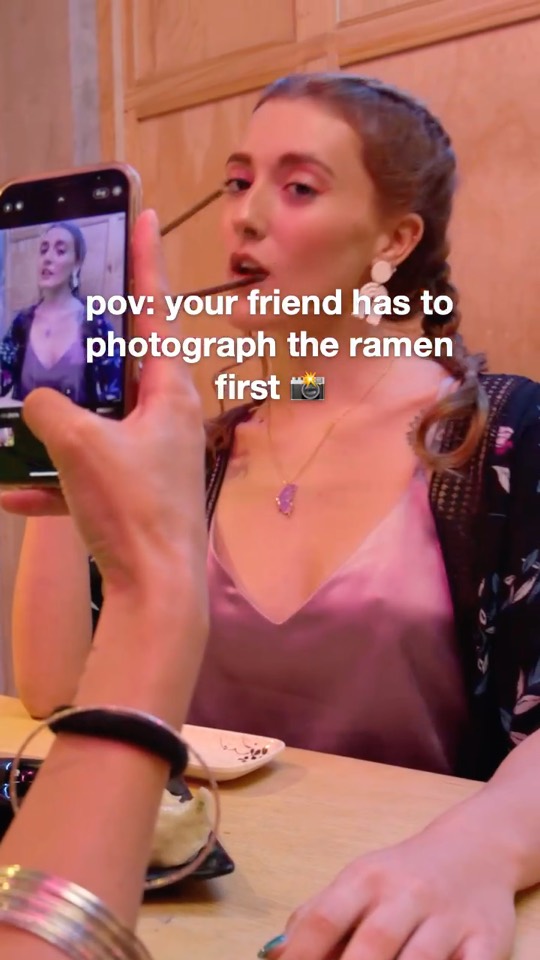 pov: your friend has to
photograph the ramen
first 📸